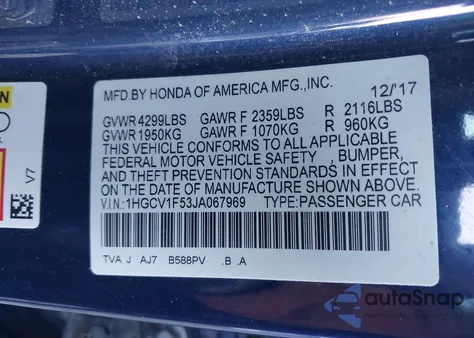 MFD.BY HONDA OF AMERICA MFG.,INC. 12/'17
GVWR 4299LBS GAWR F 2359LBS R 2116LBS
GVWR 1950KG GAWR F 1070KG R 960KG
THIS VEHICLE CONFORMS TO ALL APPLICABLE
FEDERAL MOTOR VEHICLE SAFETY , BUMPER,
AND THEFT PREVENTION STANDARDS IN EFFECT
ON THE DATE OF MANUFACTURE SHOWN ABOVE.
V.I.N.:1HGCV1F53JA067969 TYPE:PASSENGER CAR
TVA J AJ7 B588PV .B .A
V7
autoSnap